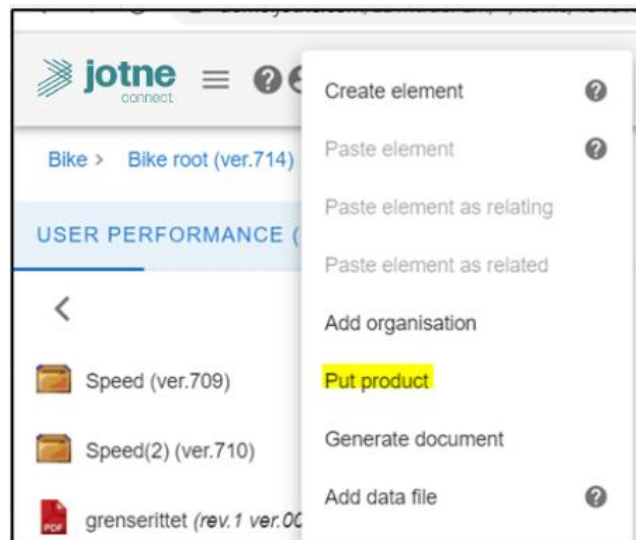 jotne
connect
Bike > Bike root (ver.714)
USER PERFORMANCE (
Speed (ver.709)
Speed(2) (ver.710)
PDF
grenserittet (rev.1 ver.00
Create element
Paste element
Paste element as relating
Paste element as related
Add organisation
Put product
Generate document
Add data file